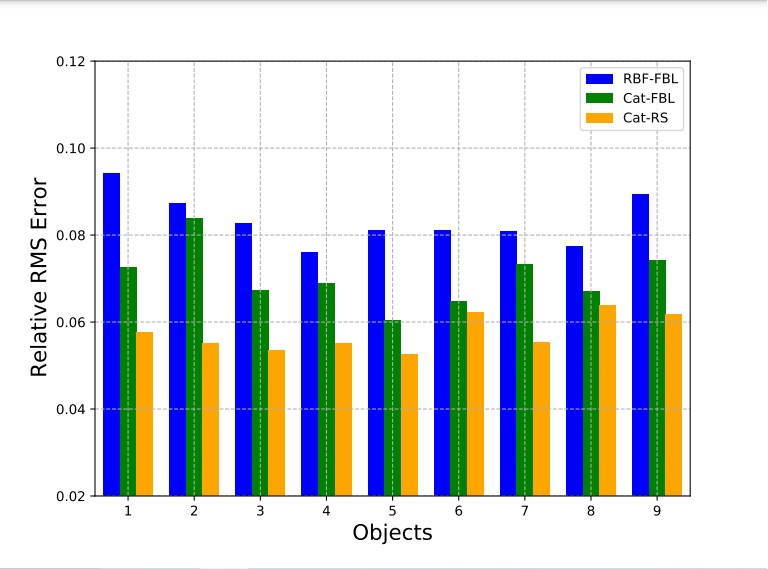 0.12
0.10
0.08
0.06
0.04
0.02
Relative RMS Error
RBF-FBL
Cat-FBL
Cat-RS
1 2 3 4 5 6 7 8 9
Objects